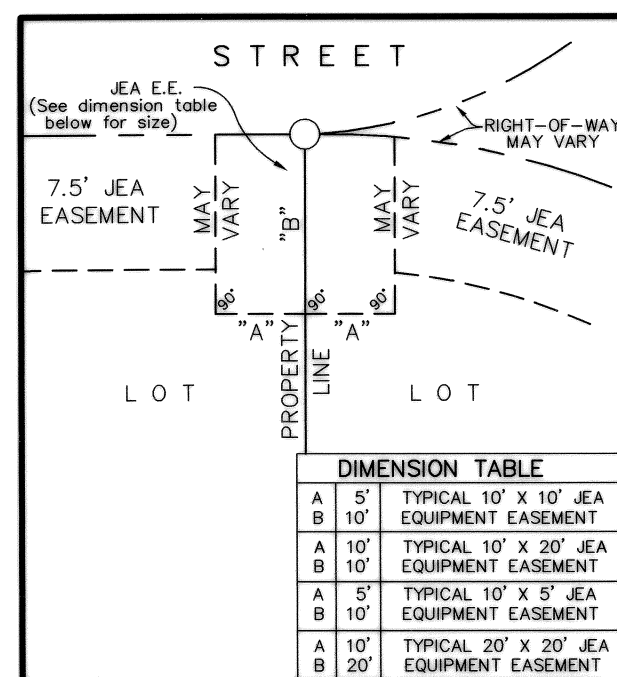 STREET
JEA E.E.
(See dimension table
below for size)
RIGHT-OF-WAY
MAY VARY
7.5' JEA
EASEMENT
MAY
VARY
"B"
MAY
VARY
7.5' JEA
EASEMENT
90°
90°
90°
"A"
"A"
PROPERTY
LINE
LOT
LOT
DIMENSION TABLE
A 5' TYPICAL 10' X 10' JEA
B 10' EQUIPMENT EASEMENT
A 10' TYPICAL 10' X 20' JEA
B 10' EQUIPMENT EASEMENT
A 5' TYPICAL 10' X 5' JEA
B 10' EQUIPMENT EASEMENT
A 10' TYPICAL 20' X 20' JEA
B 20' EQUIPMENT EASEMENT